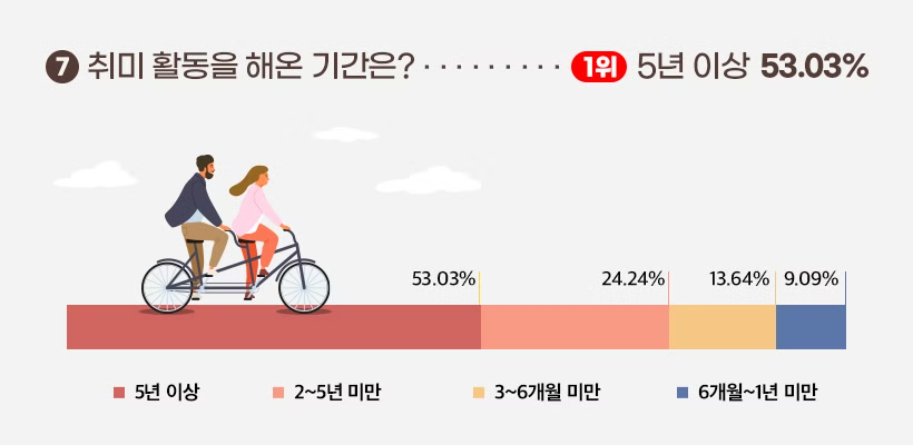 7 취미 활동을 해온 기간은? · · · · · · · · · · 1위 5년 이상 53.03%
53.03% 24.24% 13.64% 9.09%
5년 이상 2~5년 미만 3~6개월 미만 6개월~1년 미만